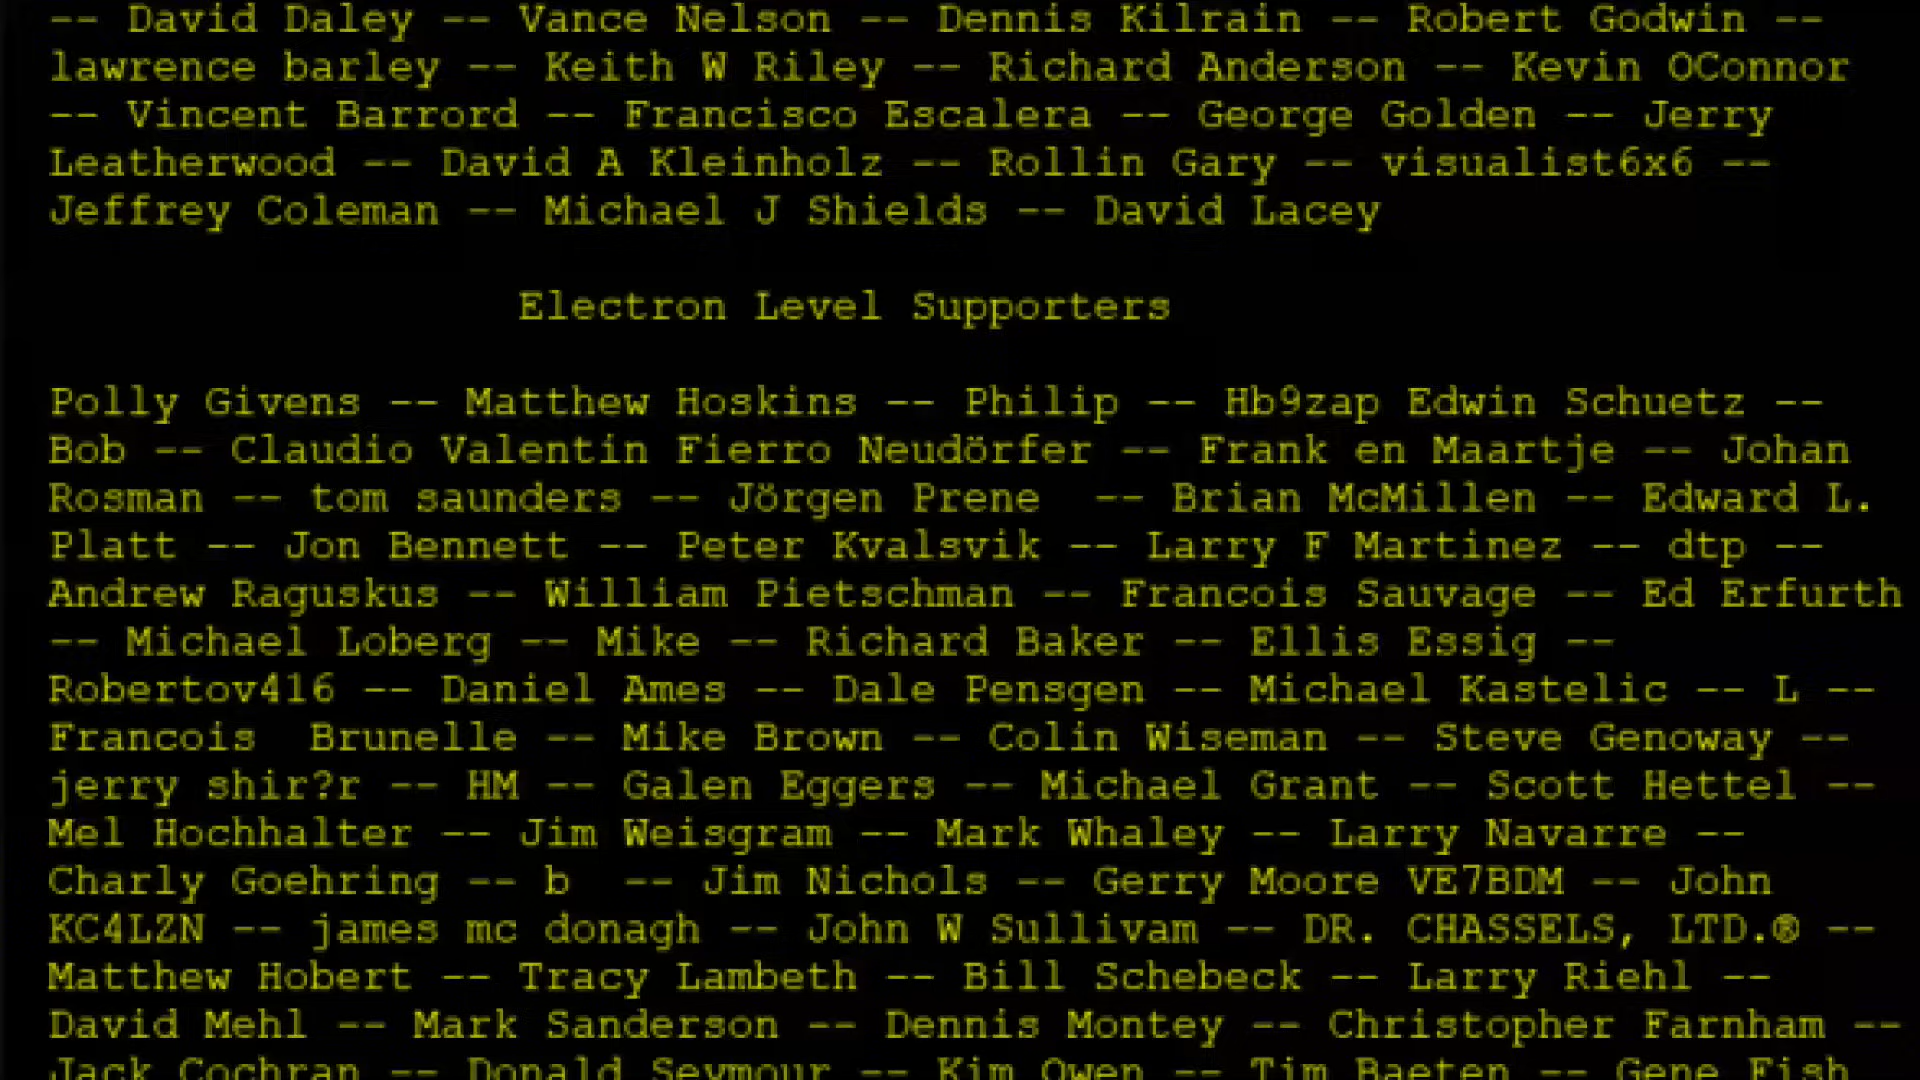 -- David Daley -- Vance Nelson -- Dennis Kilrain -- Robert Godwin --
lawrence barley -- Keith W Riley -- Richard Anderson -- Kevin OConnor
-- Vincent Barrord -- Francisco Escalera -- George Golden -- Jerry
Leatherwood -- David A Kleinholz -- Rollin Gary -- visualist6x6 --
Jeffrey Coleman -- Michael J Shields -- David Lacey
Electron Level Supporters
Polly Givens -- Matthew Hoskins -- Philip -- Hb9zap Edwin Schuetz --
Bob -- Claudio Valentin Fierro Neudörfer -- Frank en Maartje -- Johan
Rosman -- tom saunders -- Jörgen Prene  -- Brian McMillen -- Edward L.
Platt -- Jon Bennett -- Peter Kvalsvik -- Larry F Martinez -- dtp --
Andrew Raguskus -- William Pietschman -- Francois Sauvage -- Ed Erfurth
-- Michael Loberg -- Mike -- Richard Baker -- Ellis Essig --
Robertov416 -- Daniel Ames -- Dale Pensgen -- Michael Kastelic -- L --
Francois  Brunelle -- Mike Brown -- Colin Wiseman -- Steve Genoway --
jerry shir?r -- HM -- Galen Eggers -- Michael Grant -- Scott Hettel --
Mel Hochhalter -- Jim Weisgram -- Mark Whaley -- Larry Navarre --
Charly Goehring -- b  -- Jim Nichols -- Gerry Moore VE7BDM -- John
KC4LZN -- james mc donagh -- John W Sullivam -- DR. CHASSELS, LTD.® --
Matthew Hobert -- Tracy Lambeth -- Bill Schebeck -- Larry Riehl --
David Mehl -- Mark Sanderson -- Dennis Montey -- Christopher Farnham --
Jack Cochran -- Donald Seymour -- Kim Owen -- Tim Baeten -- Gene Fish